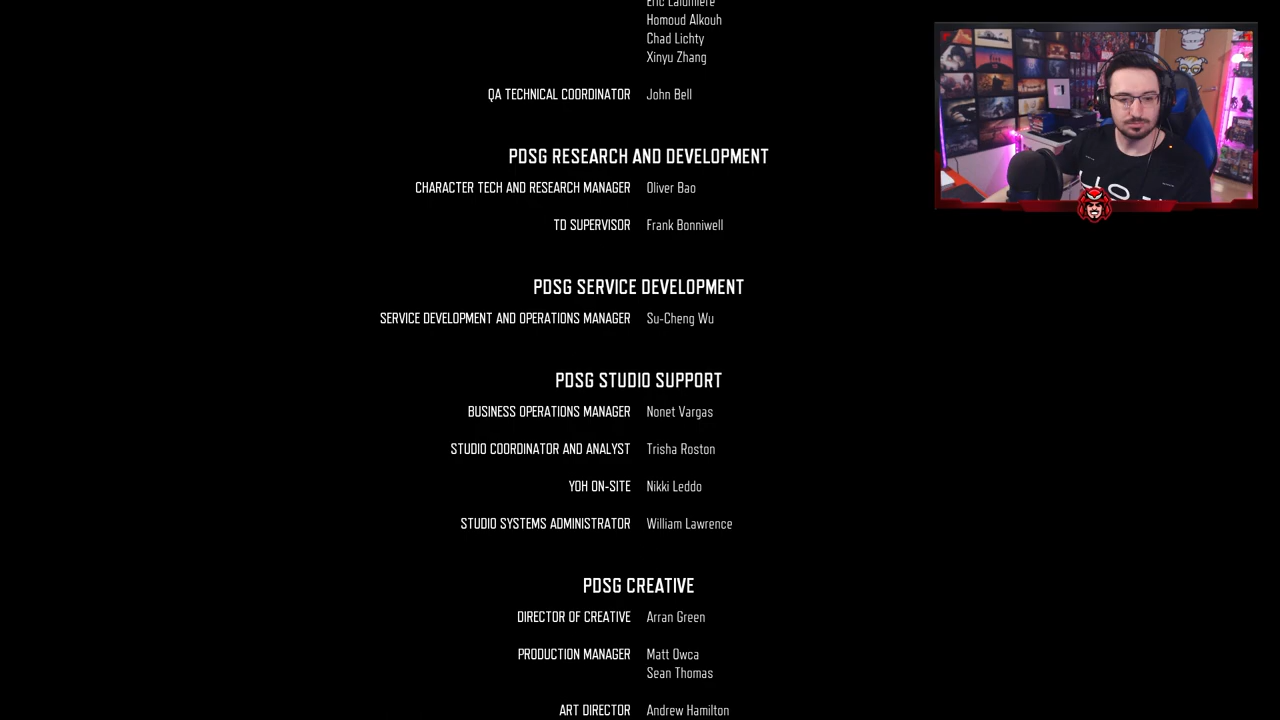 Homoud Alkouh
Chad Lichty
Xinyu Zhang
QA TECHNICAL COORDINATOR John Bell
PDSG RESEARCH AND DEVELOPMENT
CHARACTER TECH AND RESEARCH MANAGER Oliver Bao
TD SUPERVISOR Frank Bonniwell
PDSG SERVICE DEVELOPMENT
SERVICE DEVELOPMENT AND OPERATIONS MANAGER Su-Cheng Wu
PDSG STUDIO SUPPORT
BUSINESS OPERATIONS MANAGER Nonet Vargas
STUDIO COORDINATOR AND ANALYST Trisha Roston
YOH ON-SITE Nikki Leddo
STUDIO SYSTEMS ADMINISTRATOR William Lawrence
PDSG CREATIVE
DIRECTOR OF CREATIVE Arran Green
PRODUCTION MANAGER Matt Owca
Sean Thomas
ART DIRECTOR Andrew Hamilton